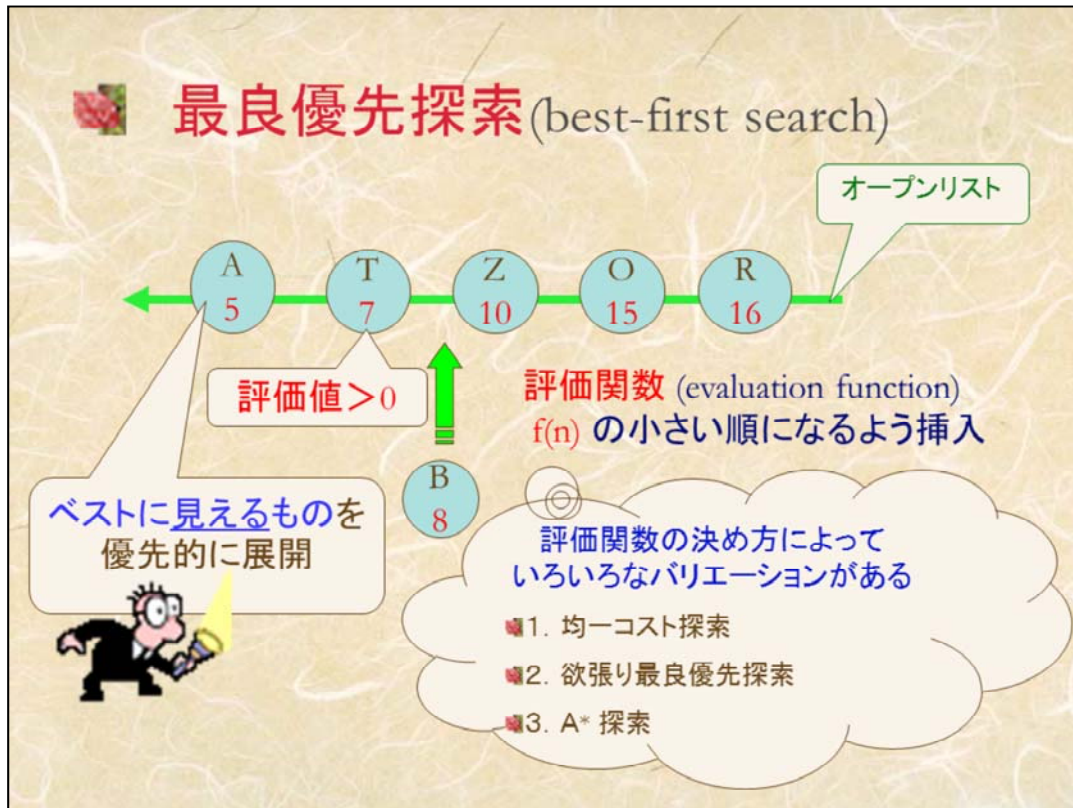 最良優先探索(best-first search)
オープンリスト
A
5
T
7
Z
10
O
15
R
16
評価値＞0
評価関数 (evaluation function)
f(n) の小さい順になるよう挿入
B
8
ベストに見えるものを
優先的に展開
評価関数の決め方によって
いろいろなバリエーションがある
1. 均一コスト探索
2. 欲張り最良優先探索
3. A* 探索